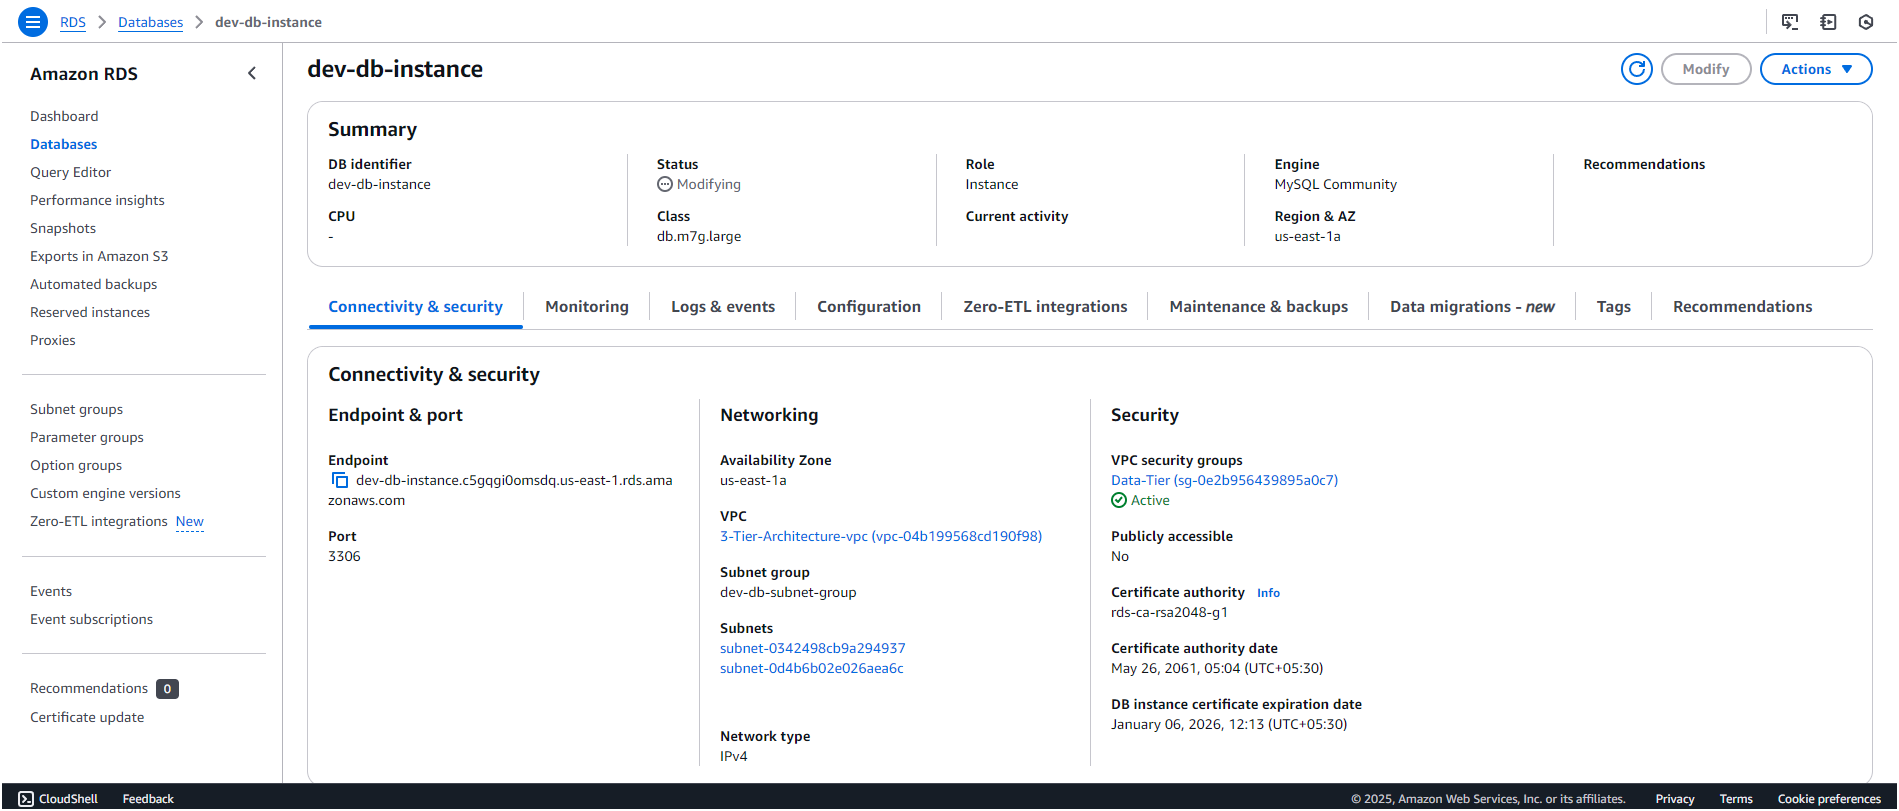 RDS > Databases > dev-db-instance
Amazon RDS
Dashboard
Databases
Query Editor
Performance insights
Snapshots
Exports in Amazon S3
Automated backups
Reserved instances
Proxies
Subnet groups
Parameter groups
Option groups
Custom engine versions
Zero-ETL integrations New
Events
Event subscriptions
Recommendations 0
Certificate update
dev-db-instance
Modify
Actions
Summary
DB identifier
dev-db-instance
CPU
-
Status
Modifying
Class
db.m7g.large
Role
Instance
Current activity
Engine
MySQL Community
Region & AZ
us-east-1a
Recommendations
Connectivity & security
Monitoring
Logs & events
Configuration
Zero-ETL integrations
Maintenance & backups
Data migrations - new
Tags
Recommendations
Connectivity & security
Endpoint & port
Endpoint
dev-db-instance.c5gqgi0omsdq.us-east-1.rds.ama
zonaws.com
Port
3306
Networking
Availability Zone
us-east-1a
VPC
3-Tier-Architecture-vpc (vpc-04b199568cd190f98)
Subnet group
dev-db-subnet-group
Subnets
subnet-0342498cb9a294937
subnet-0d4b6b02e026aea6c
Network type
IPv4
Security
VPC security groups
Data-Tier (sg-0e2b956439895a0c7)
Active
Publicly accessible
No
Certificate authority Info
rds-ca-rsa2048-g1
Certificate authority date
May 26, 2061, 05:04 (UTC+05:30)
DB instance certificate expiration date
January 06, 2026, 12:13 (UTC+05:30)
CloudShell
Feedback
© 2025, Amazon Web Services, Inc. or its affiliates.
Privacy
Terms
Cookie preferences